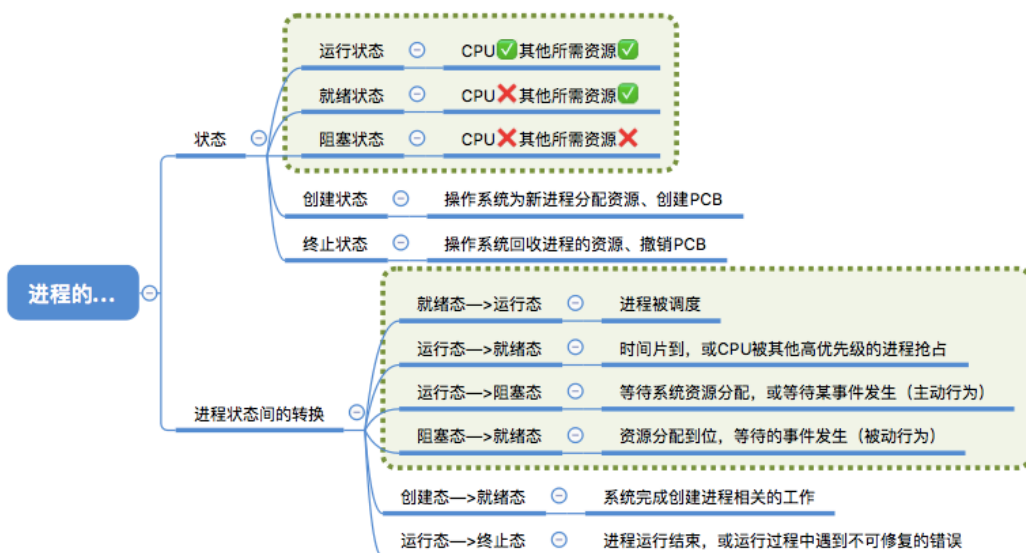 进程的...
状态
运行状态
CPU✅其他所需资源✅
就绪状态
CPU❌其他所需资源✅
阻塞状态
CPU❌其他所需资源❌
创建状态
操作系统为新进程分配资源、创建PCB
终止状态
操作系统回收进程的资源、撤销PCB
进程状态间的转换
就绪态—>运行态
进程被调度
运行态—>就绪态
时间片到，或CPU被其他高优先级的进程抢占
运行态—>阻塞态
等待系统资源分配，或等待某事件发生（主动行为）
阻塞态—>就绪态
资源分配到位，等待的事件发生（被动行为）
创建态—>就绪态
系统完成创建进程相关的工作
运行态—>终止态
进程运行结束，或运行过程中遇到不可修复的错误